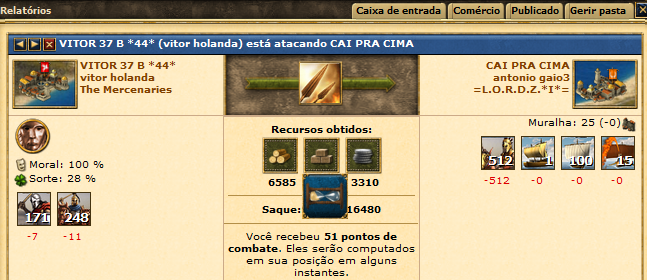 Relatórios
Caixa de entrada
Comércio
Publicado
Gerir pasta
VITOR 37 B *44* (vitor holanda) está atacando CAI PRA CIMA
VITOR 37 B *44*
vitor holanda
The Mercenaries
CAI PRA CIMA
antonio gaio3
=L.O.R.D.Z.*I*=
Moral: 100 %
Sorte: 28 %
171 248
-7 -11
Recursos obtidos:
6585 3310
Saque: 16480
Você recebeu 51 pontos de
combate. Eles serão computados
em sua posição em alguns
instantes.
Muralha: 25 (-0)
512 1 100 15
-512 -0 -0 -0